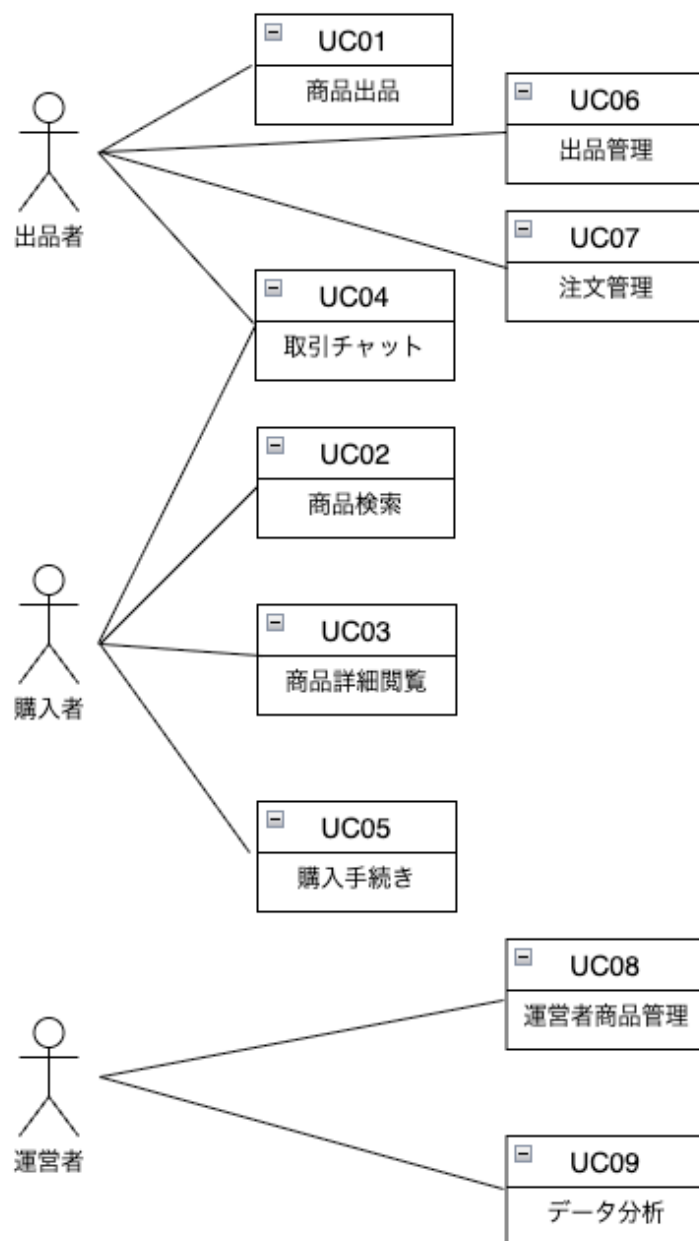 UC01
商品出品
UC06
出品管理
出品者
UC07
注文管理
UC04
取引チャット
UC02
商品検索
購入者
UC03
商品詳細閲覧
UC05
購入手続き
UC08
運営者商品管理
運営者
UC09
データ分析